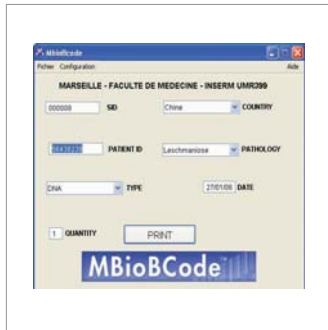 MBioBcode
Fichier Configuration Aide
MARSEILLE - FACULTE DE MEDECINE - INSERM UMR399
000008 SID Chine COUNTRY
PATIENT ID Leschmaniose PATHOLOGY
DNA TYPE 27/01/06 DATE
1 QUANTITY PRINT
MBioBCode